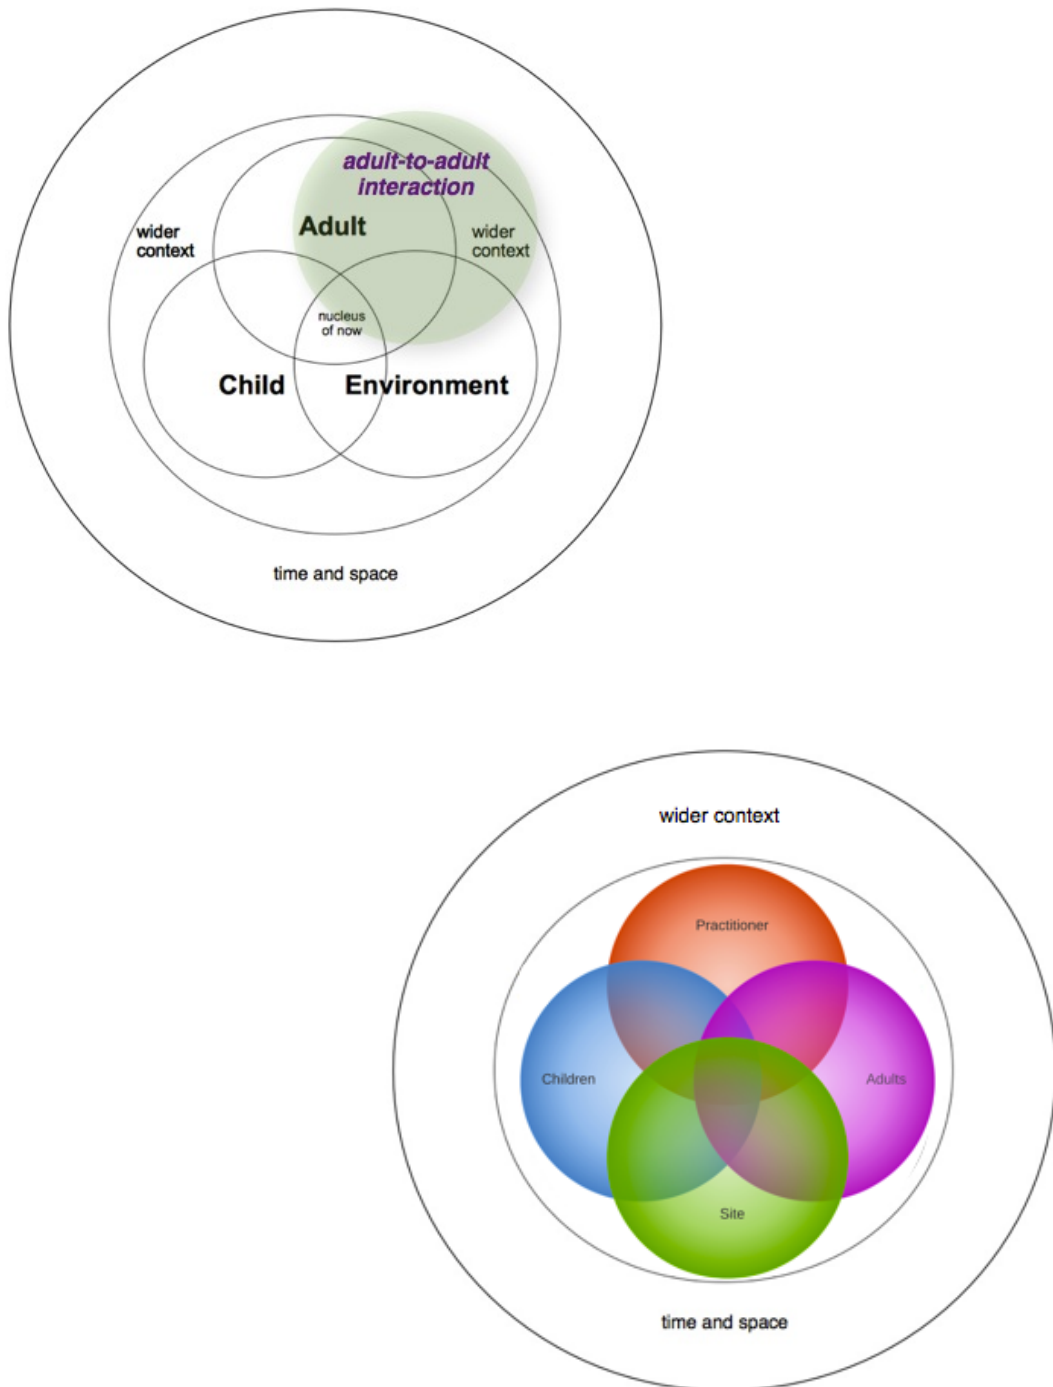 adult-to-adult
interaction
Adult
wider
context
wider
context
nucleus
of now
Child
Environment
time and space
wider context
Practitioner
Children
Adults
Site
time and space